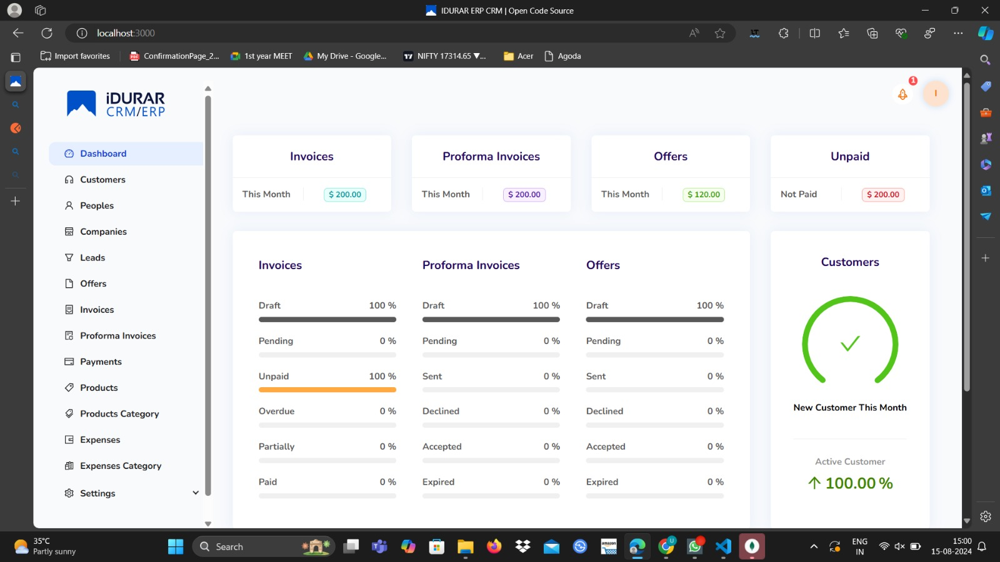 IDURAR ERP CRM | Open Code Source
localhost:3000
Import favorites
ConfirmationPage_2...
1st year MEET
My Drive - Google...
NIFTY 17314.65 ▼...
Acer
Agoda
iDURAR
CRM/ERP
1
I
Dashboard
Customers
Peoples
Companies
Leads
Offers
Invoices
Proforma Invoices
Payments
Products
Products Category
Expenses
Expenses Category
Settings
Invoices
This Month $ 200.00
Proforma Invoices
This Month $ 200.00
Offers
This Month $ 120.00
Unpaid
Not Paid $ 200.00
Invoices
Draft 100 %
Pending 0 %
Unpaid 100 %
Overdue 0 %
Partially 0 %
Paid 0 %
Proforma Invoices
Draft 100 %
Pending 0 %
Sent 0 %
Declined 0 %
Accepted 0 %
Expired 0 %
Offers
Draft 100 %
Pending 0 %
Sent 0 %
Declined 0 %
Accepted 0 %
Expired 0 %
Customers
New Customer This Month
Active Customer
↑ 100.00 %
35°C
Partly sunny
Search
amazon
U
ENG
IN
15:00
15-08-2024